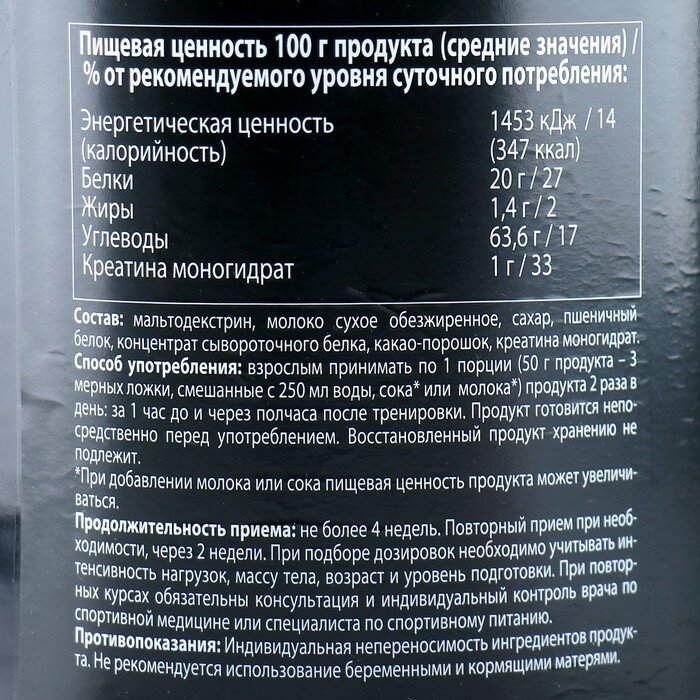 Пищевая ценность 100 г продукта (средние значения) /
% от рекомендуемого уровня суточного потребления:
Энергетическая ценность 1453 кДж / 14
(калорийность) (347 ккал)
Белки 20 г / 27
Жиры 1,4 г / 2
Углеводы 63,6 г / 17
Креатина моногидрат 1 г / 33
Состав: мальтодекстрин, молоко сухое обезжиренное, сахар, пшеничный
белок, концентрат сывороточного белка, какао-порошок, креатина моногидрат.
Способ употребления: взрослым принимать по 1 порции (50 г продукта – 3
мерных ложки, смешанные с 250 мл воды, сока* или молока*) продукта 2 раза в
день: за 1 час до и через полчаса после тренировки. Продукт готовится непо-
средственно перед употреблением. Восстановленный продукт хранению не
подлежит.
*При добавлении молока или сока пищевая ценность продукта может увеличи-
ваться.
Продолжительность приема: не более 4 недель. Повторный прием при необ-
ходимости, через 2 недели. При подборе дозировок необходимо учитывать ин-
тенсивность нагрузок, массу тела, возраст и уровень подготовки. При повтор-
ных курсах обязательны консультация и индивидуальный контроль врача по
спортивной медицине или специалиста по спортивному питанию.
Противопоказания: Индивидуальная непереносимость ингредиентов продук-
та. Не рекомендуется использование беременными и кормящими матерями.